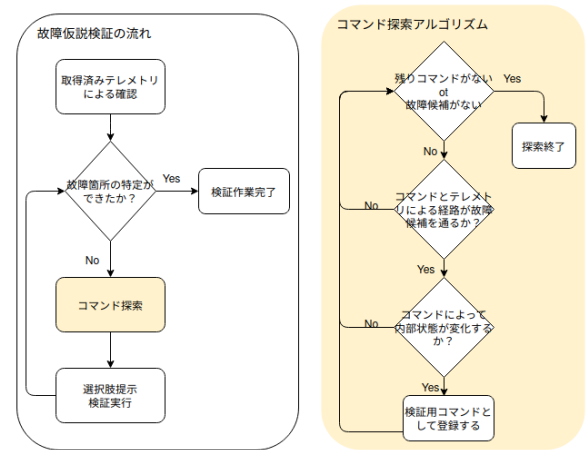 故障仮説検証の流れ
取得済みテレメトリ
による確認
故障箇所の特定が
できたか？
Yes
検証作業完了
No
コマンド探索
選択肢提示
検証実行
コマンド探索アルゴリズム
残りコマンドがない
ot
故障候補がない
Yes
探索終了
No
コマンドとテレメト
リによる経路が故障
候補を通るか？
No
Yes
コマンドによって
内部状態が変化する
か？
No
Yes
検証用コマンドと
して登録する